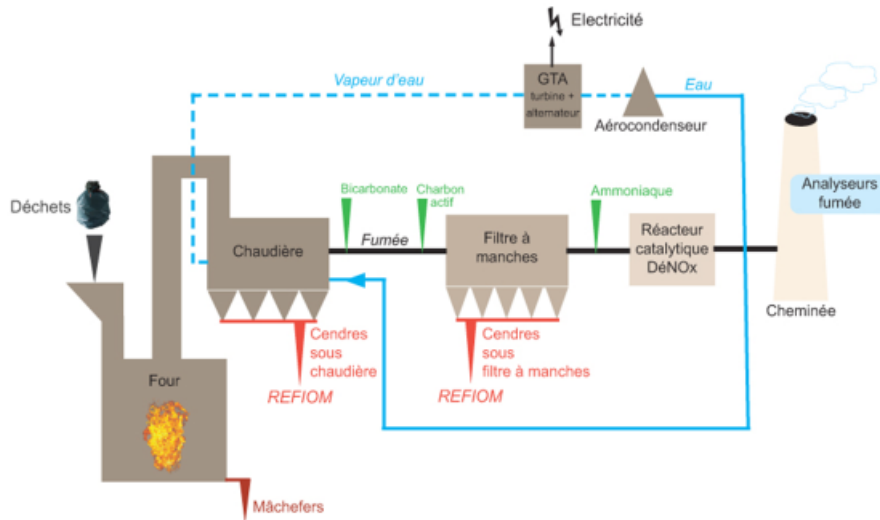 Electricité
Vapeur d'eau
GTA
turbine +
alternateur
Eau
Aérocondenseur
Déchets
Bicarbonate
Charbon
actif
Ammoniaque
Analyseurs
fumée
Chaudière
Fumée
Filtre à
manches
Réacteur
catalytique
DéNOx
Cheminée
Cendres
sous
chaudière
REFIOM
Cendres
sous
filtre à manches
REFIOM
Four
Mâchefers